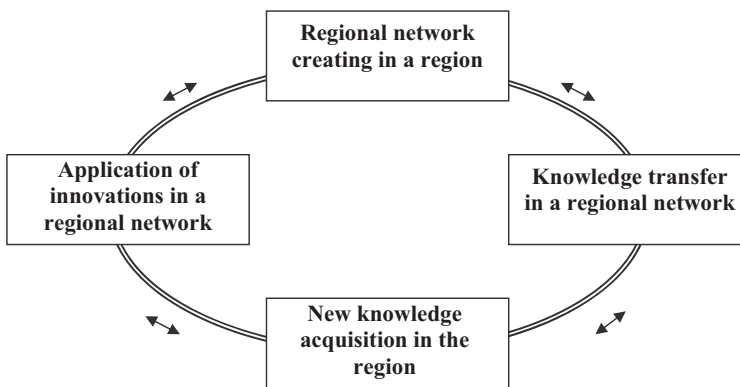 Regional network
creating in a region
Application of
innovations in a
regional network
Knowledge transfer
in a regional network
New knowledge
acquisition in the
region